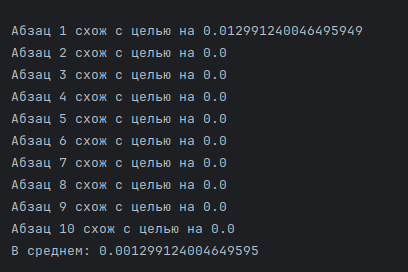 Абзац 1 схож с целью на 0.012991240046495949
Абзац 2 схож с целью на 0.0
Абзац 3 схож с целью на 0.0
Абзац 4 схож с целью на 0.0
Абзац 5 схож с целью на 0.0
Абзац 6 схож с целью на 0.0
Абзац 7 схож с целью на 0.0
Абзац 8 схож с целью на 0.0
Абзац 9 схож с целью на 0.0
Абзац 10 схож с целью на 0.0
В среднем: 0.001299124004649595